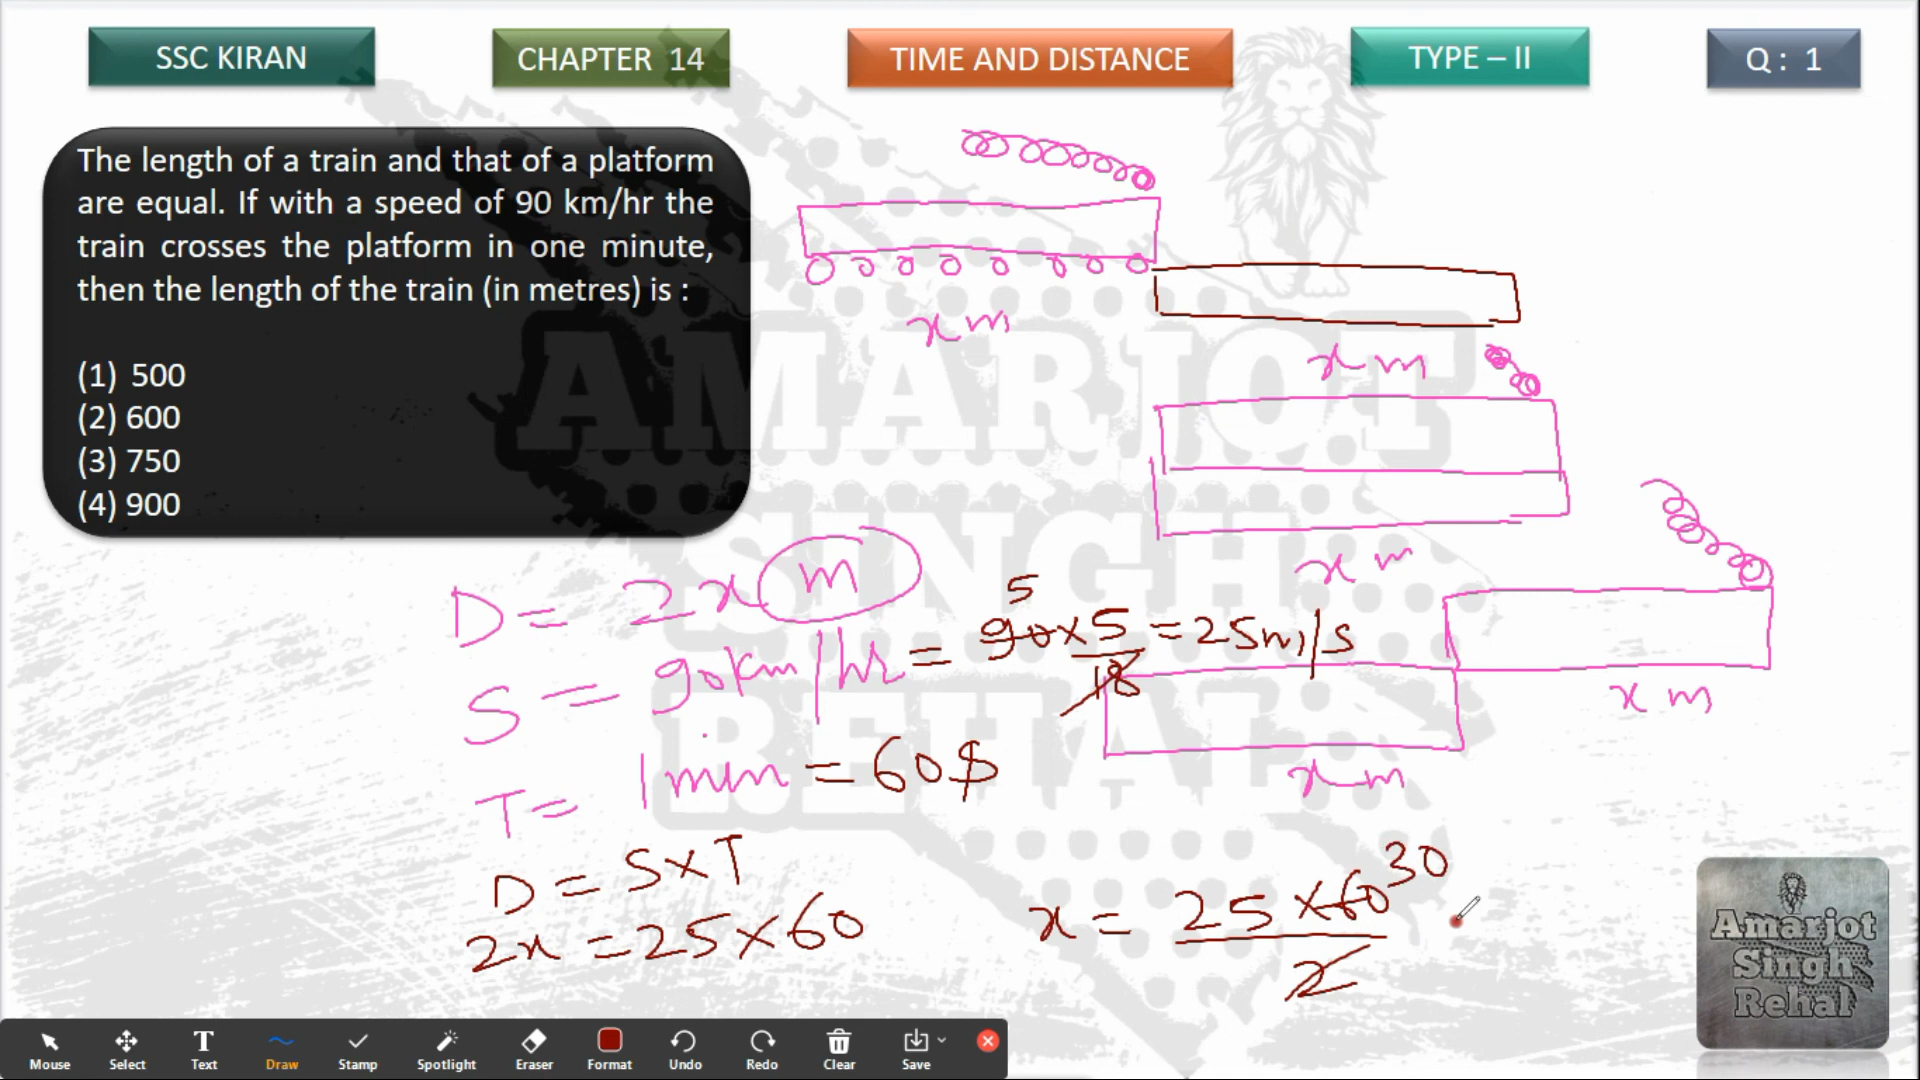 SSC KIRAN
CHAPTER 14
TIME AND DISTANCE
TYPE – II
Q : 1
The length of a train and that of a platform
are equal. If with a speed of 90 km/hr the
train crosses the platform in one minute,
then the length of the train (in metres) is :
(1) 500
(2) 600
(3) 750
(4) 900
x m
x m
x m
x m
x m
D = 2x m
S = 90 km/hr = 90 × 5 / 18 = 25 m/s
5
T = 1 min = 60 s
D = S × T
2x = 25 × 60
x = 25 × 60 / 2
30
AMARJOT
SINGH
REHAL
Amarjot
Singh
Rehal
Mouse
Select
Text
Draw
Stamp
Spotlight
Eraser
Format
Undo
Redo
Clear
Save